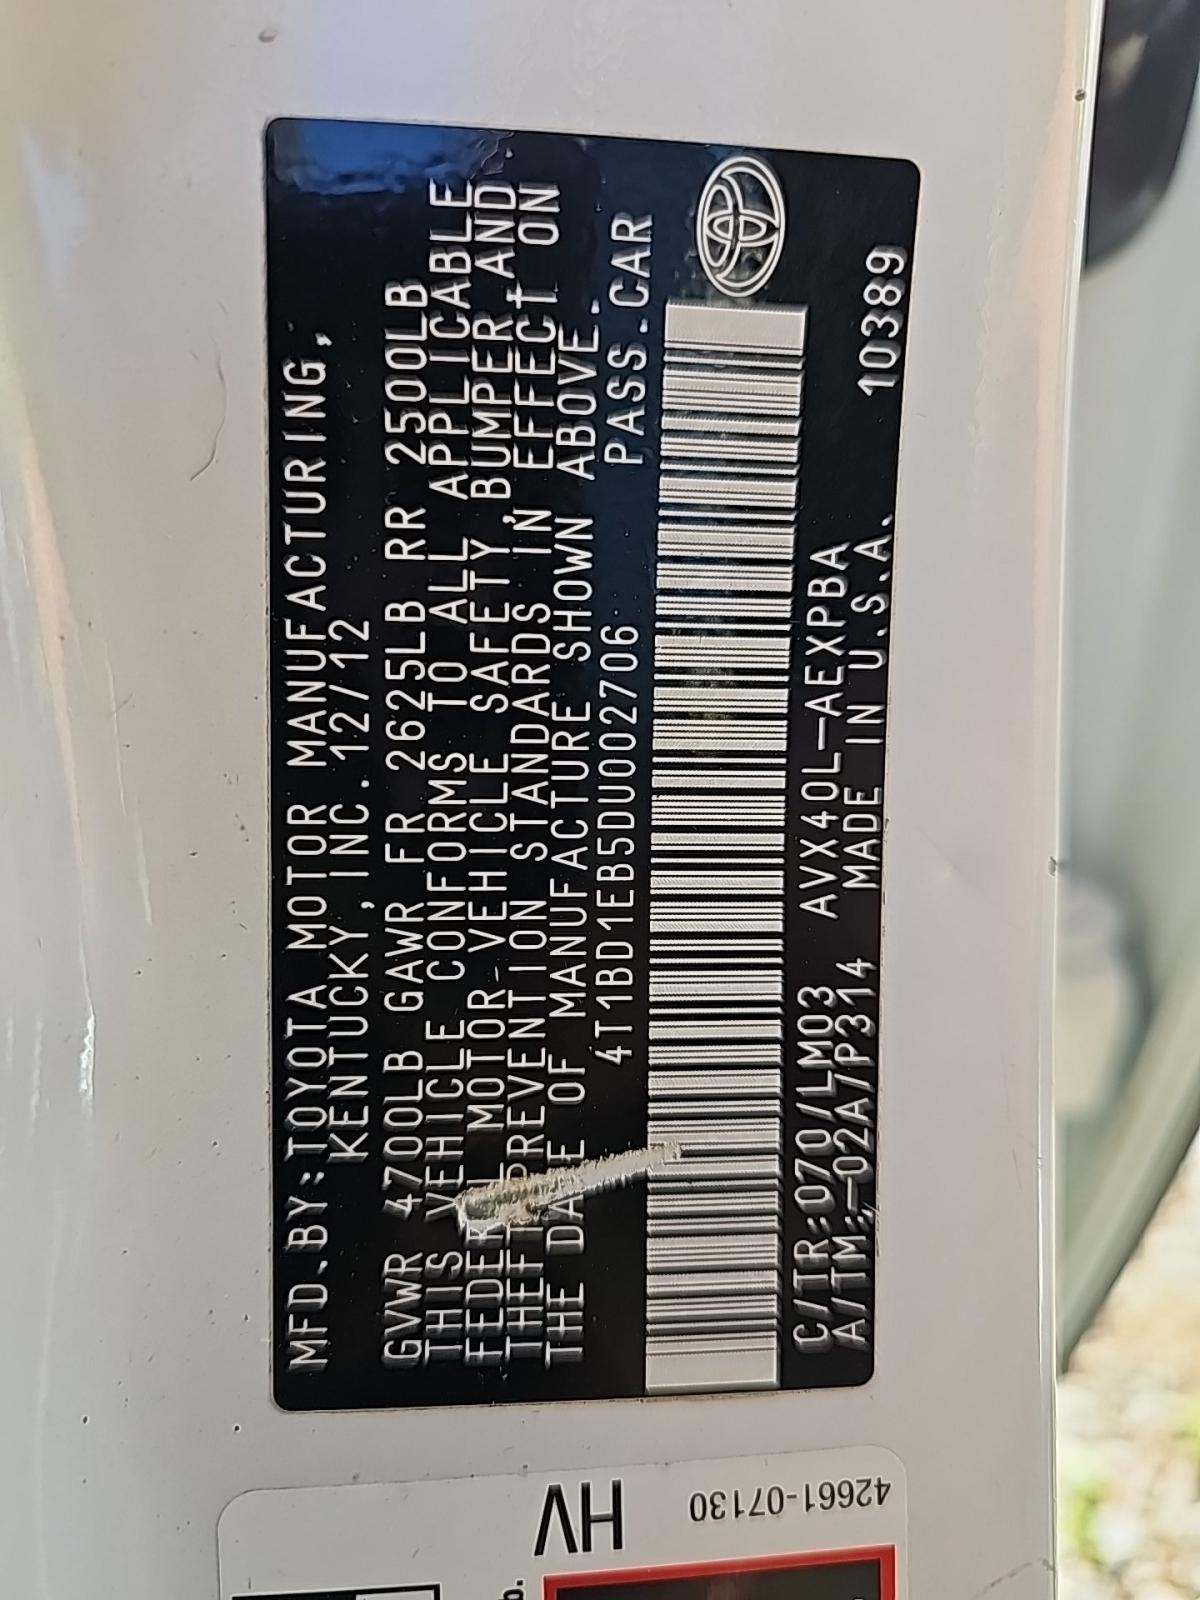 MFD.BY:TOYOTA MOTOR MANUFACTURING,
KENTUCKY, INC. 12/12
GVWR 4700LB GAWR FR 2625LB RR 2500LB
THIS VEHICLE CONFORMS TO ALL APPLICABLE
FEDERAL MOTOR-VEHICLE SAFETY, BUMPER AND
THEFT PREVENTION STANDARDS IN EFFECT ON
THE DATE OF MANUFACTURE SHOWN ABOVE.
4T1BD1EB5DU002706 PASS.CAR
C/TR:070/LM03 AVX40L-AEXPBA 10389
A/TM:-02A/P314 MADE IN U.S.A.
HV
42661-07130